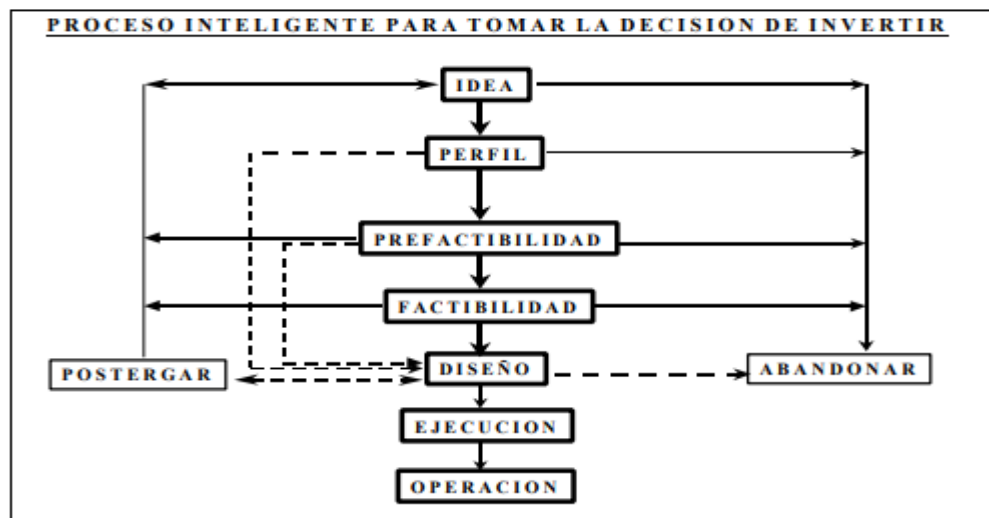 PROCESO INTELIGENTE PARA TOMAR LA DECISION DE INVERTIR
IDEA
PERFIL
PREFACTIBILIDAD
FACTIBILIDAD
POSTERGAR
DISEÑO
ABANDONAR
EJECUCION
OPERACION